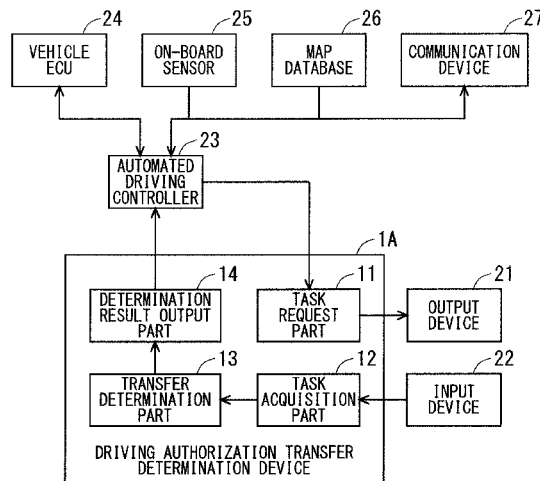 24
25
26
27
VEHICLE
ECU
ON-BOARD
SENSOR
MAP
DATABASE
COMMUNICATION
DEVICE
23
AUTOMATED
DRIVING
CONTROLLER
1A
14
11
21
DETERMINATION
RESULT OUTPUT
PART
TASK
REQUEST
PART
OUTPUT
DEVICE
13
12
22
TRANSFER
DETERMINATION
PART
TASK
ACQUISITION
PART
INPUT
DEVICE
DRIVING AUTHORIZATION TRANSFER
DETERMINATION DEVICE